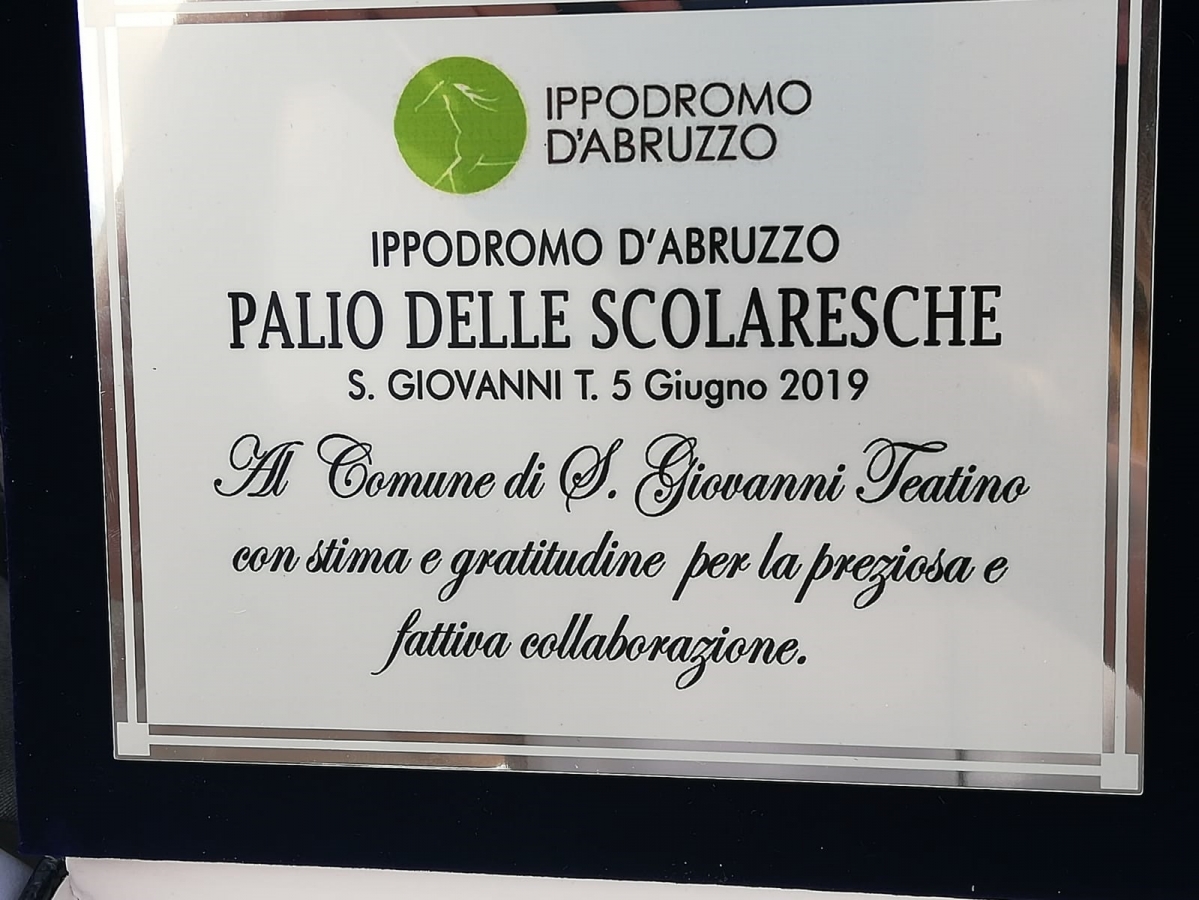 IPPODROMO
D'ABRUZZO
IPPODROMO D'ABRUZZO
PALIO DELLE SCOLARESCHE
S. GIOVANNI T. 5 Giugno 2019
Al Comune di S. Giovanni Teatino
con stima e gratitudine per la preziosa e
fattiva collaborazione.